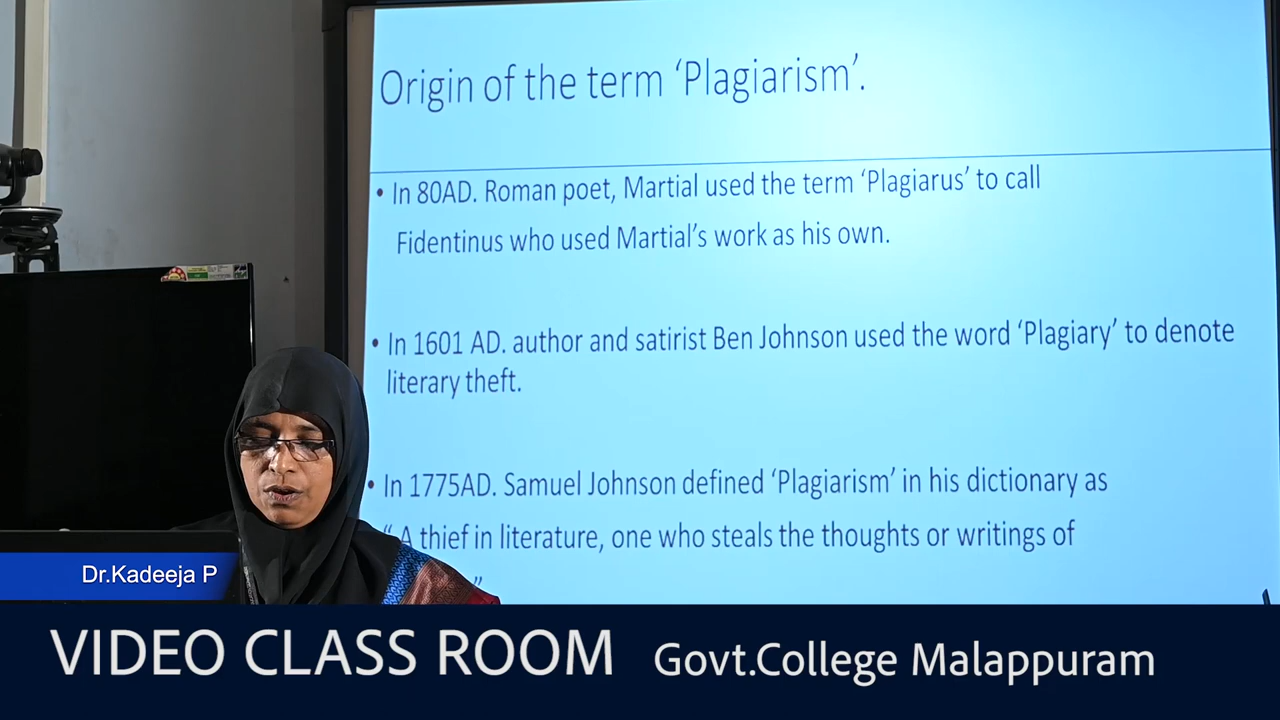 Origin of the term ‘Plagiarism’.
• In 80AD. Roman poet, Martial used the term ‘Plagiarus’ to call
Fidentinus who used Martial’s work as his own.
• In 1601 AD. author and satirist Ben Johnson used the word ‘Plagiary’ to denote
literary theft.
• In 1775AD. Samuel Johnson defined ‘Plagiarism’ in his dictionary as
“ A thief in literature, one who steals the thoughts or writings of
”
Dr.Kadeeja P
VIDEO CLASS ROOM Govt.College Malappuram